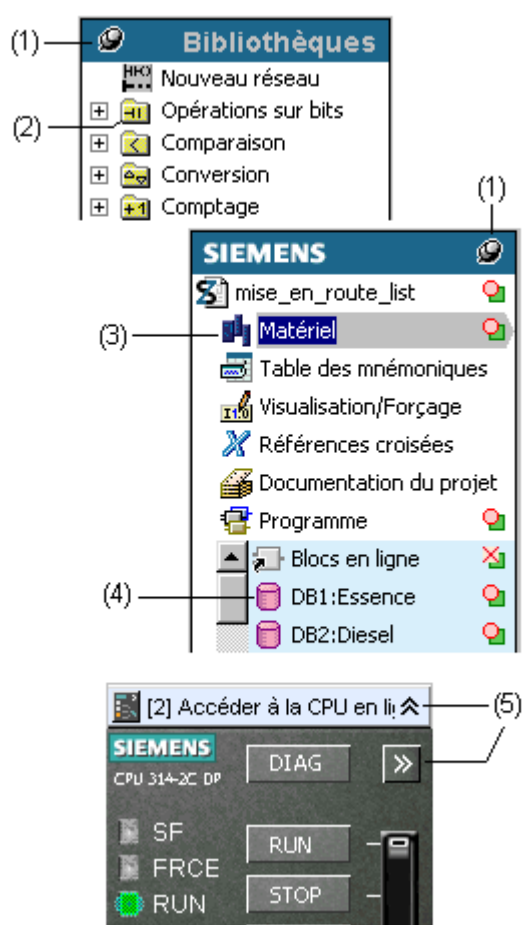 (1) Bibliothèques
Nouveau réseau
(2) Opérations sur bits
Comparaison
Conversion
Comptage
(1)
SIEMENS
mise_en_route_list
(3) Matériel
Table des mnémoniques
Visualisation/Forçage
Références croisées
Documentation du projet
Programme
Blocs en ligne
(4) DB1:Essence
DB2:Diesel
[2] Accéder à la CPU en li (5)
SIEMENS
DIAG
CPU 314-2C DP
SF
RUN
FRCE
STOP
RUN